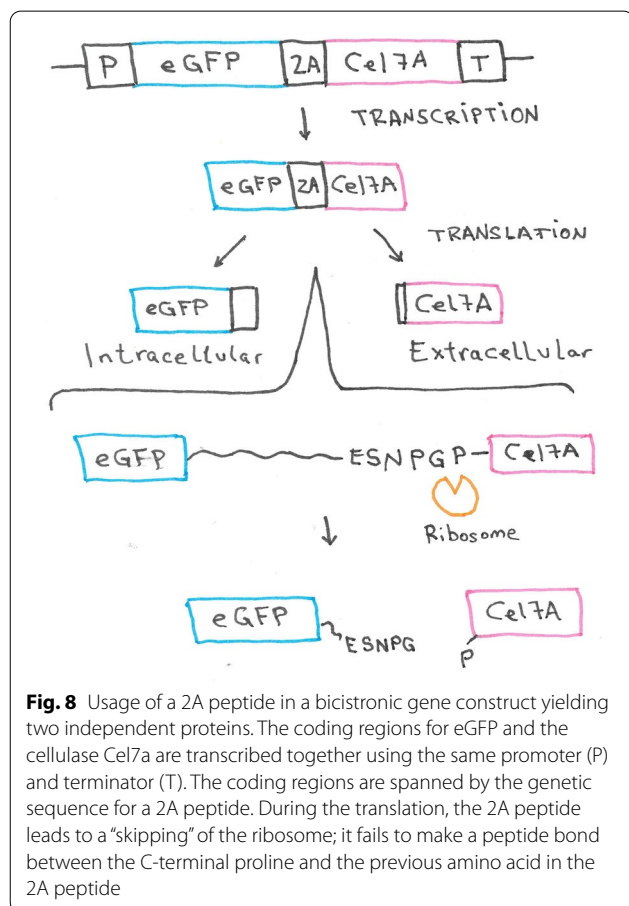 P eGFP 2A Cel7A T
TRANSCRIPTION
eGFP 2A Cel7A
TRANSLATION
eGFP Cel7A
Intracellular Extracellular
eGFP ESNPGP Cel7A
Ribosome
eGFP Cel7A
ESNPG P
Fig. 8 Usage of a 2A peptide in a bicistronic gene construct yielding
two independent proteins. The coding regions for eGFP and the
cellulase Cel7a are transcribed together using the same promoter (P)
and terminator (T). The coding regions are spanned by the genetic
sequence for a 2A peptide. During the translation, the 2A peptide
leads to a "skipping" of the ribosome; it fails to make a peptide bond
between the C-terminal proline and the previous amino acid in the
2A peptide